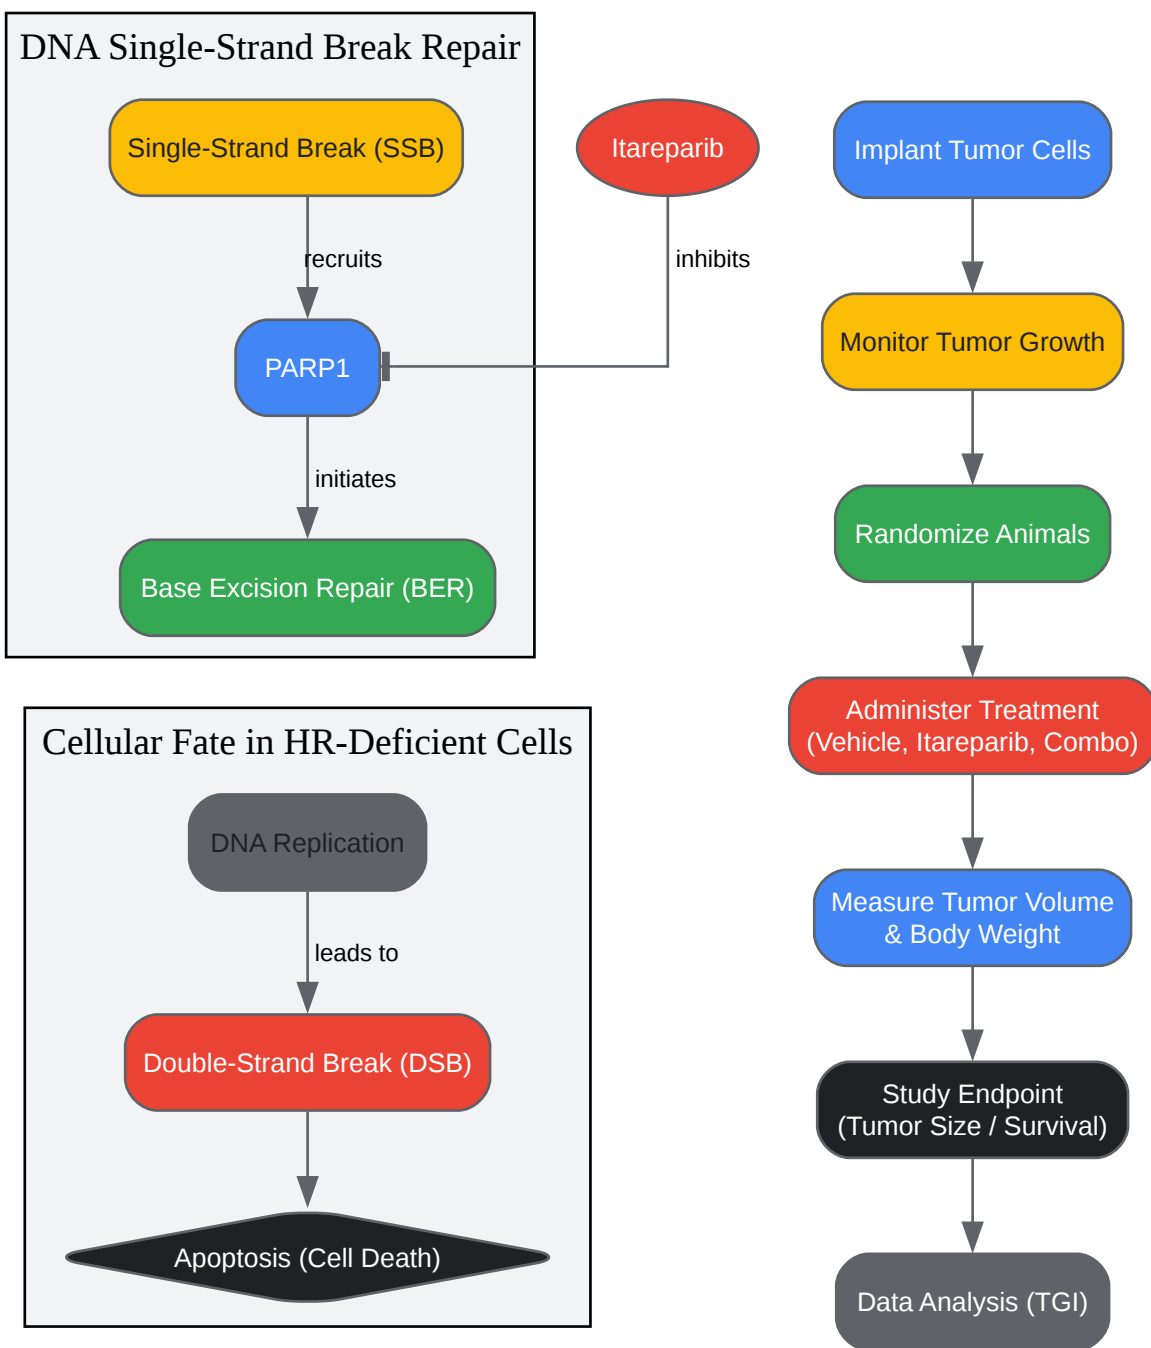 DNA Single-Strand Break Repair
Single-Strand Break (SSB)
recruits
PARP1
initiates
Base Excision Repair (BER)
Itareparib
inhibits
Cellular Fate in HR-Deficient Cells
DNA Replication
leads to
Double-Strand Break (DSB)
Apoptosis (Cell Death)
Implant Tumor Cells
Monitor Tumor Growth
Randomize Animals
Administer Treatment
(Vehicle, Itareparib, Combo)
Measure Tumor Volume
& Body Weight
Study Endpoint
(Tumor Size / Survival)
Data Analysis (TGI)